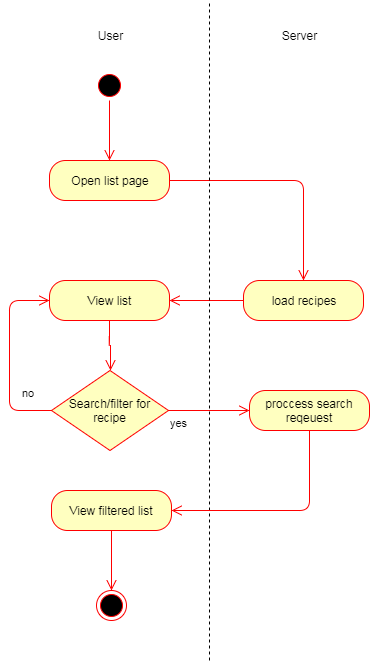 User
Server
Open list page
View list
load recipes
Search/filter for
recipe
no
yes
proccess search
reqeuest
View filtered list